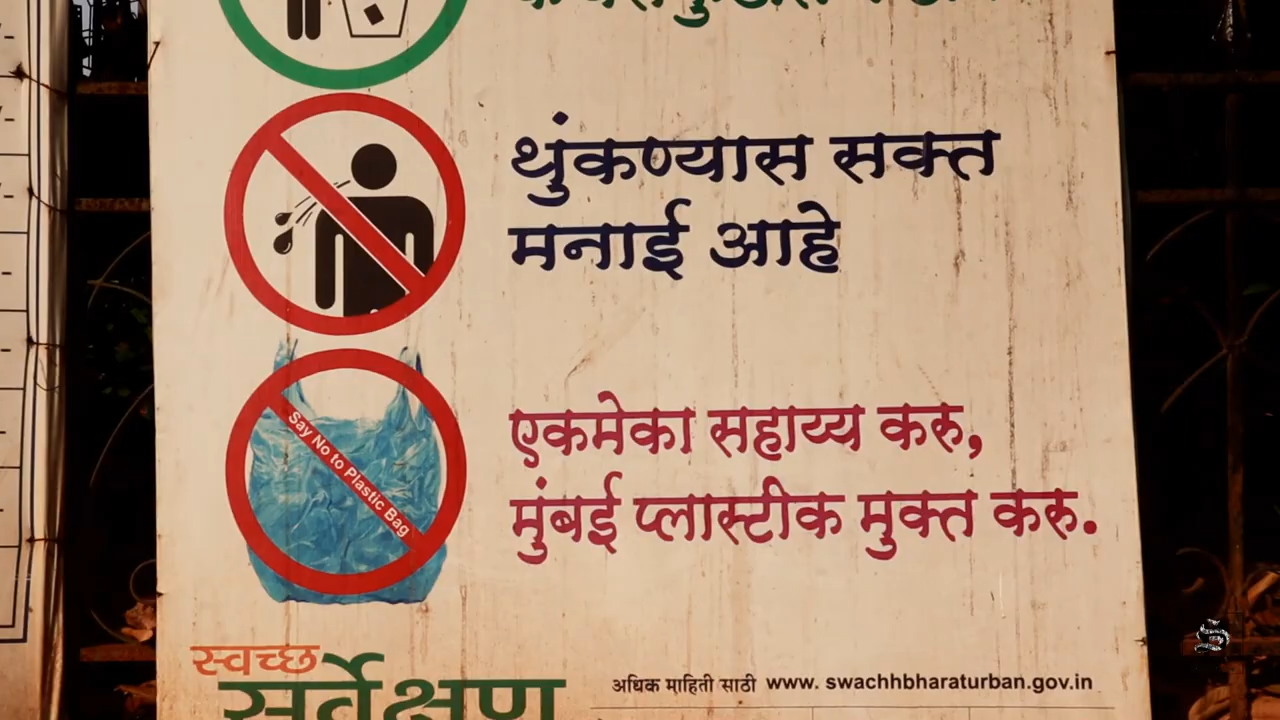 थुंकण्यास सक्त
मनाई आहे
Say No to Plastic Bag
एकमेका सहाय्य करु,
मुंबई प्लास्टीक मुक्त करु.
स्वच्छ
सर्वेक्षण
अधिक माहिती साठी www. swachhbharaturban.gov.in